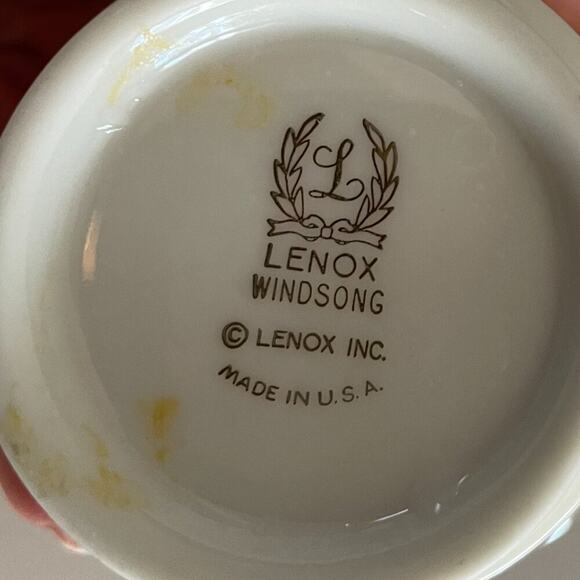 L
LENOX
WINDSONG
© LENOX INC.
MADE IN U.S.A.